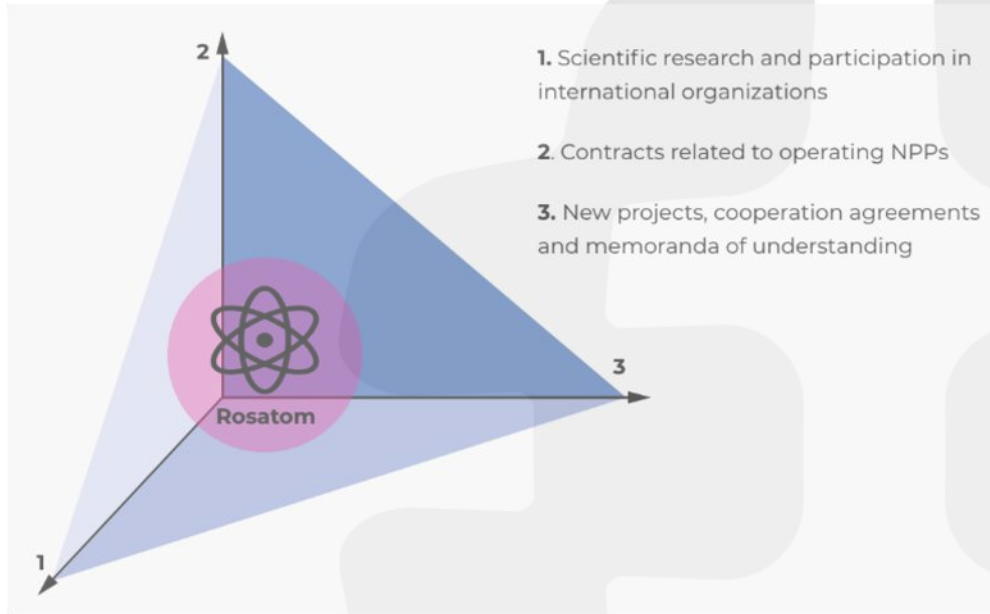 2
1. Scientific research and participation in
international organizations
2. Contracts related to operating NPPs
3. New projects, cooperation agreements
and memoranda of understanding
3
Rosatom
1